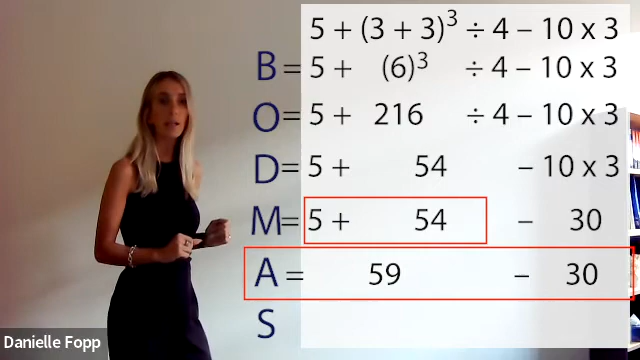 5 + (3 + 3)³ ÷ 4 – 10 x 3
B = 5 + (6)³ ÷ 4 – 10 x 3
O = 5 + 216 ÷ 4 – 10 x 3
D = 5 + 54 – 10 x 3
M = 5 + 54 – 30
A = 59 – 30
S
Danielle Fopp